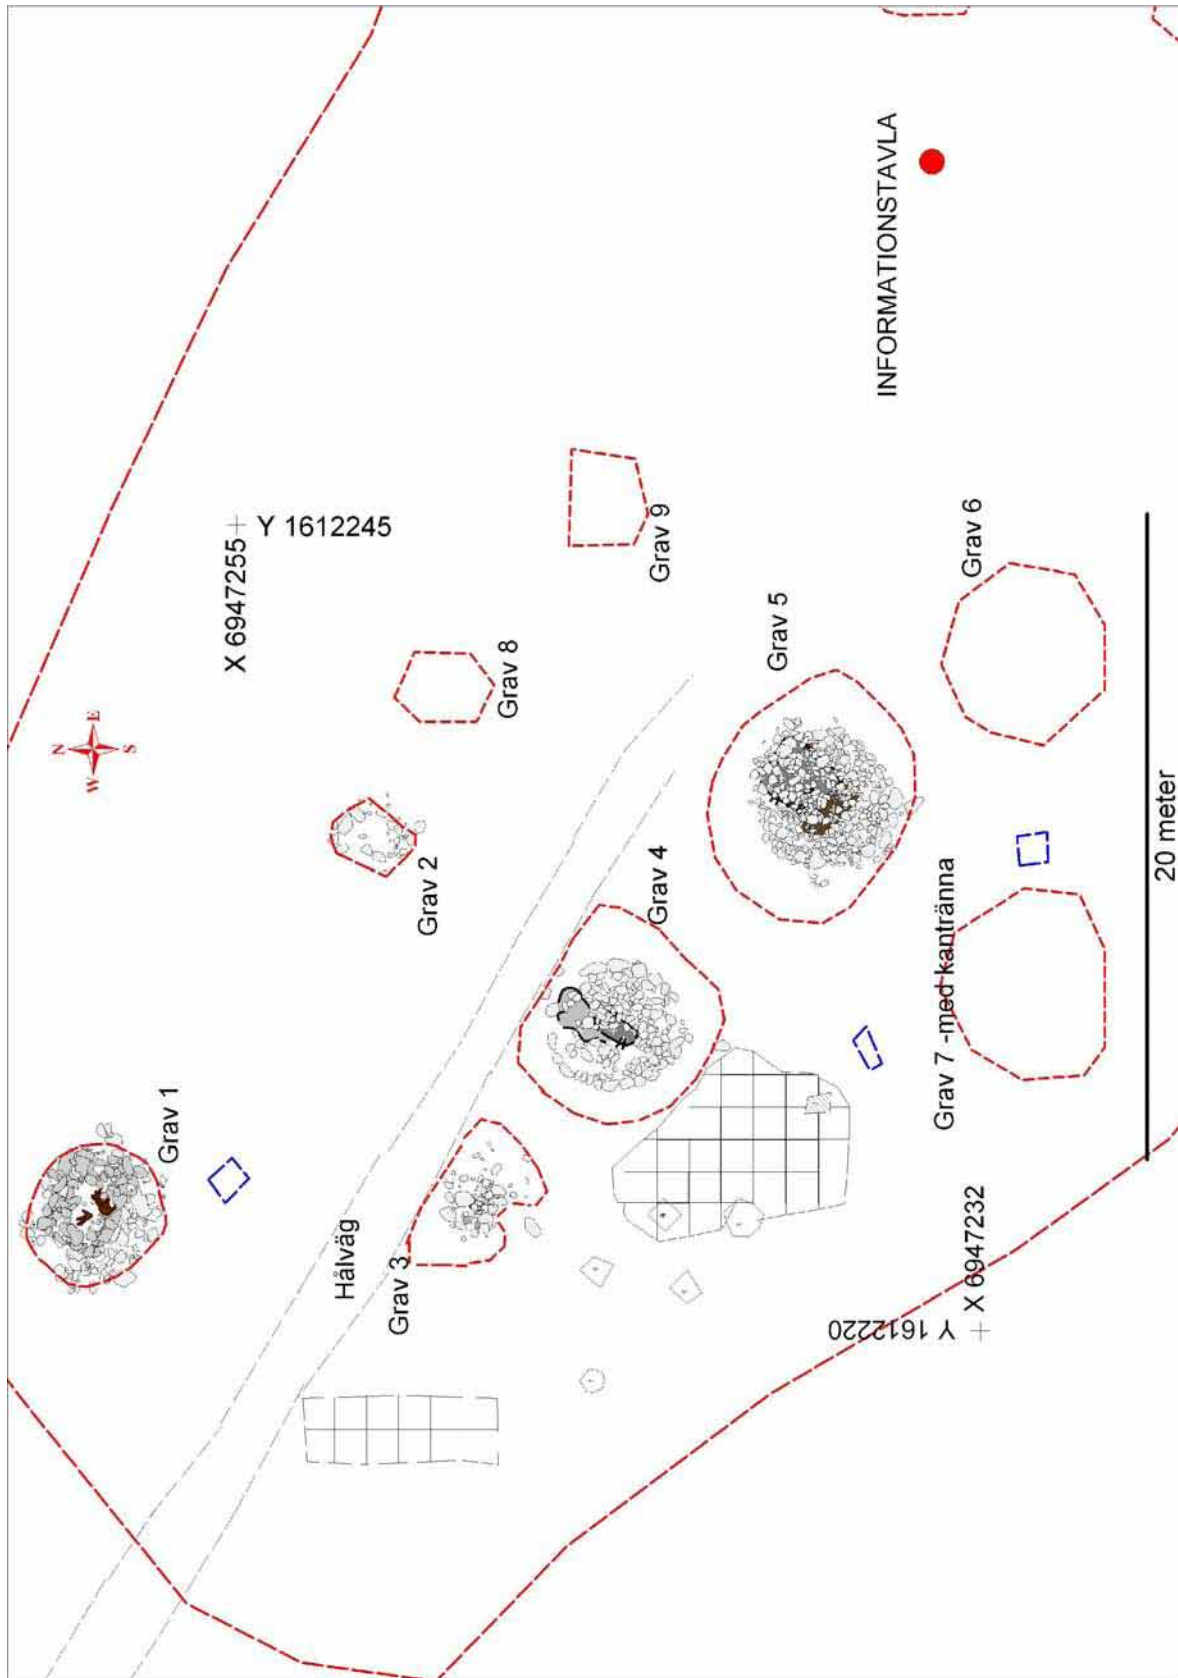 N
E
S
W
X 6947255
Y 1612245
INFORMATIONSTAVLA
Grav 1
Grav 2
Grav 8
Grav 9
Hålväg
Grav 3
Grav 4
Grav 5
Grav 6
Grav 7 -med kantränna
Y 1612220
X 6947232
20 meter